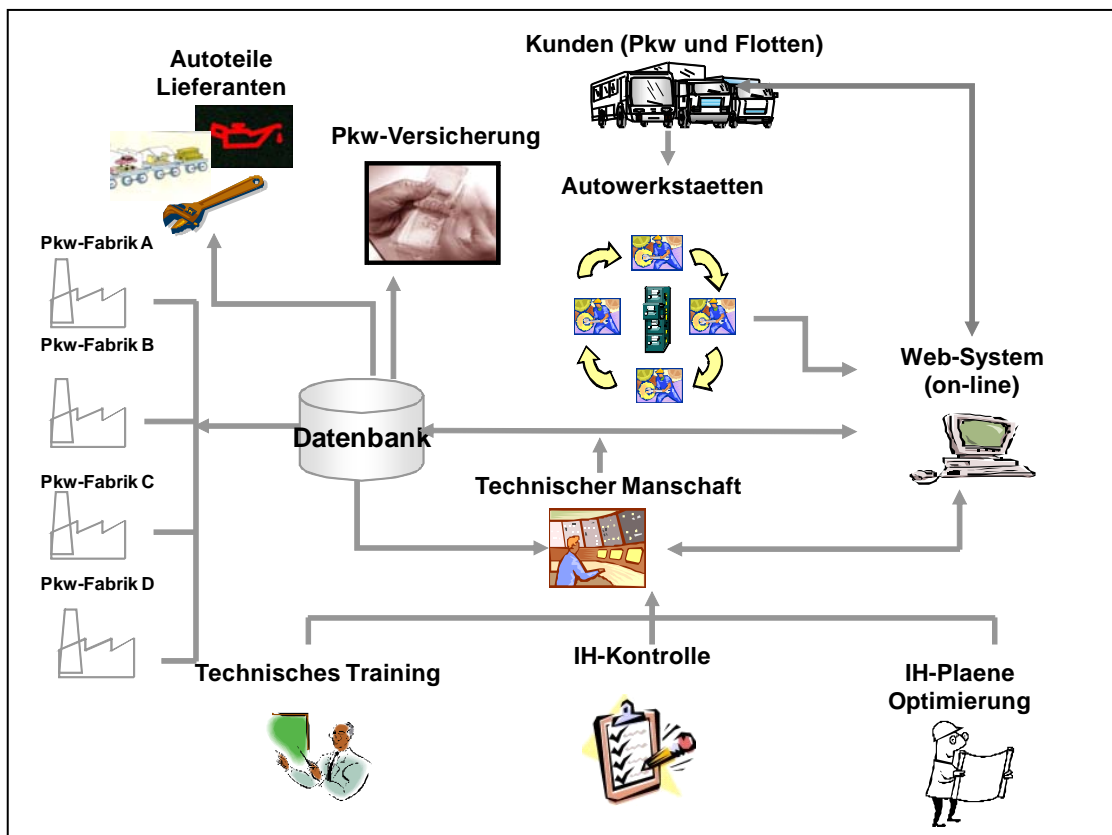 Kunden (Pkw und Flotten)
Autoteile
Lieferanten
Pkw-Versicherung
Autowerkstaetten
Pkw-Fabrik A
Pkw-Fabrik B
Web-System
(on-line)
Datenbank
Pkw-Fabrik C
Technischer Manschaft
Pkw-Fabrik D
Technisches Training
IH-Kontrolle
IH-Plaene
Optimierung